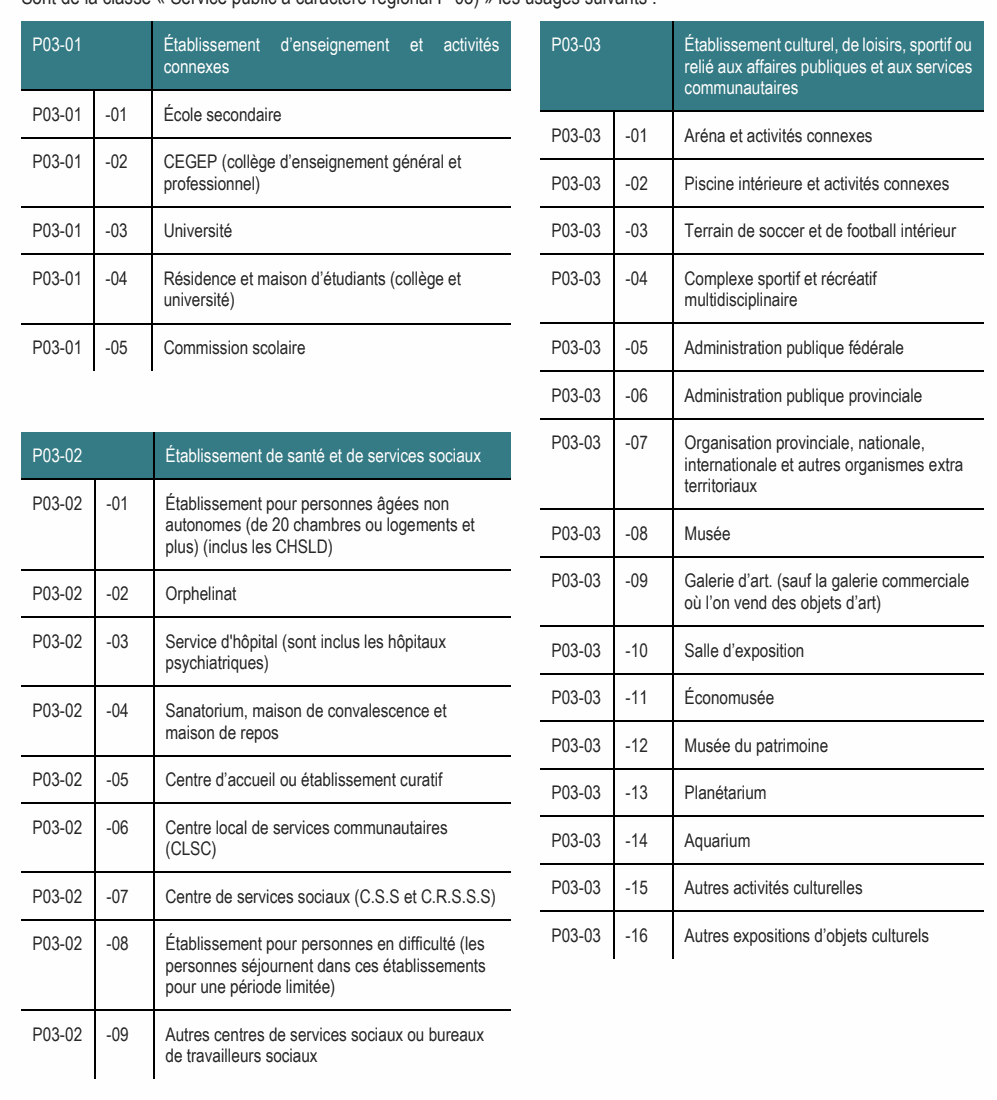 Sont de la classe « Service public à caractère régional P-03) » les usages suivants :
P03-01 Établissement d'enseignement et activités
connexes
P03-01 -01 École secondaire
P03-01 -02 CEGEP (collège d'enseignement général et
professionnel)
P03-01 -03 Université
P03-01 -04 Résidence et maison d'étudiants (collège et
université)
P03-01 -05 Commission scolaire
P03-02 Établissement de santé et de services sociaux
P03-02 -01 Établissement pour personnes âgées non
autonomes (de 20 chambres ou logements et
plus) (inclus les CHSLD)
P03-02 -02 Orphelinat
P03-02 -03 Service d'hôpital (sont inclus les hôpitaux
psychiatriques)
P03-02 -04 Sanatorium, maison de convalescence et
maison de repos
P03-02 -05 Centre d'accueil ou établissement curatif
P03-02 -06 Centre local de services communautaires
(CLSC)
P03-02 -07 Centre de services sociaux (C.S.S et C.R.S.S.S)
P03-02 -08 Établissement pour personnes en difficulté (les
personnes séjournent dans ces établissements
pour une période limitée)
P03-02 -09 Autres centres de services sociaux ou bureaux
de travailleurs sociaux
P03-03 Établissement culturel, de loisirs, sportif ou
relié aux affaires publiques et aux services
communautaires
P03-03 -01 Aréna et activités connexes
P03-03 -02 Piscine intérieure et activités connexes
P03-03 -03 Terrain de soccer et de football intérieur
P03-03 -04 Complexe sportif et récréatif
multidisciplinaire
P03-03 -05 Administration publique fédérale
P03-03 -06 Administration publique provinciale
P03-03 -07 Organisation provinciale, nationale,
internationale et autres organismes extra
territoriaux
P03-03 -08 Musée
P03-03 -09 Galerie d'art. (sauf la galerie commerciale
où l'on vend des objets d'art)
P03-03 -10 Salle d'exposition
P03-03 -11 Économusée
P03-03 -12 Musée du patrimoine
P03-03 -13 Planétarium
P03-03 -14 Aquarium
P03-03 -15 Autres activités culturelles
P03-03 -16 Autres expositions d'objets culturels